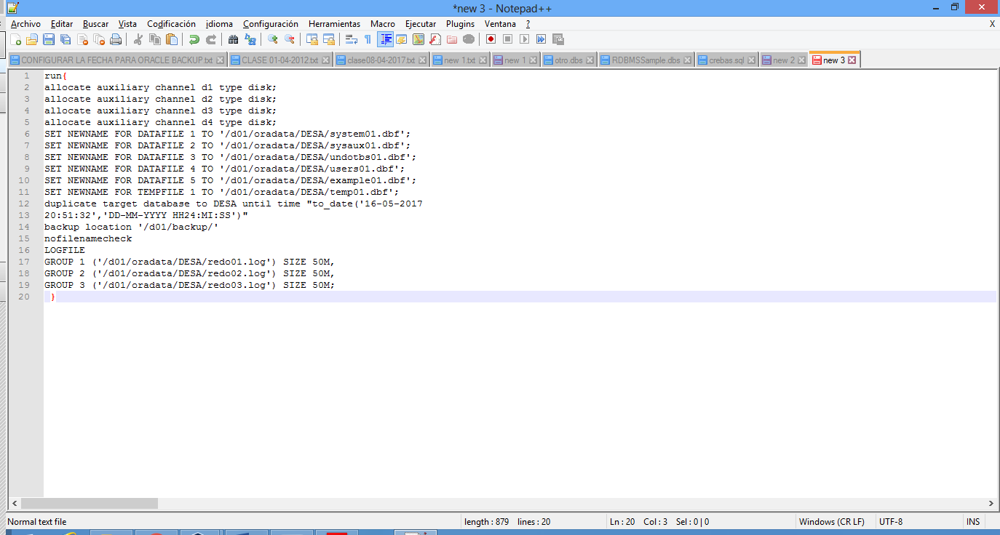 *new 3 - Notepad++
Archivo Editar Buscar Vista Codificación idioma Configuración Herramientas Macro Ejecutar Plugins Ventana ? X
CONFIGURAR LA FECHA PARA ORACLE BACKUP.txt CLASE 01-04-2012.txt clase08-04-2017.txt new 1.txt new 1 otro.dbs RDBMSSample.dbs crebas.sql new 2 new 3
1 run{
2 allocate auxiliary channel d1 type disk;
3 allocate auxiliary channel d2 type disk;
4 allocate auxiliary channel d3 type disk;
5 allocate auxiliary channel d4 type disk;
6 SET NEWNAME FOR DATAFILE 1 TO '/d01/oradata/DESA/system01.dbf';
7 SET NEWNAME FOR DATAFILE 2 TO '/d01/oradata/DESA/sysaux01.dbf';
8 SET NEWNAME FOR DATAFILE 3 TO '/d01/oradata/DESA/undotbs01.dbf';
9 SET NEWNAME FOR DATAFILE 4 TO '/d01/oradata/DESA/users01.dbf';
10 SET NEWNAME FOR DATAFILE 5 TO '/d01/oradata/DESA/example01.dbf';
11 SET NEWNAME FOR TEMPFILE 1 TO '/d01/oradata/DESA/temp01.dbf';
12 duplicate target database to DESA until time "to_date('16-05-2017
13 20:51:32','DD-MM-YYYY HH24:MI:SS')"
14 backup location '/d01/backup/'
15 nofilenamecheck
16 LOGFILE
17 GROUP 1 ('/d01/oradata/DESA/redo01.log') SIZE 50M,
18 GROUP 2 ('/d01/oradata/DESA/redo02.log') SIZE 50M,
19 GROUP 3 ('/d01/oradata/DESA/redo03.log') SIZE 50M;
20 }
Normal text file length : 879 lines : 20 Ln : 20 Col : 3 Sel : 0 | 0 Windows (CR LF) UTF-8 INS